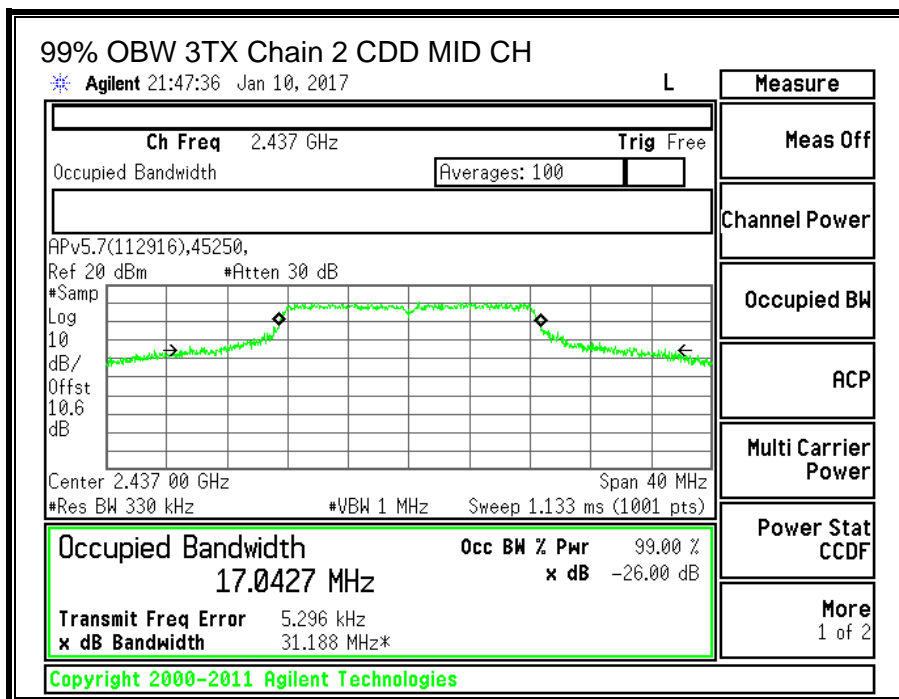 99% OBW 3TX Chain 2 CDD MID CH
Agilent 21:47:36 Jan 10, 2017 L
Measure
Ch Freq 2.437 GHz Trig Free
Occupied Bandwidth Averages: 100
APv5.7(112916),45250,
Ref 20 dBm #Atten 30 dB
#Samp
Log
10
dB/
Offst
10.6
dB
Center 2.437 00 GHz Span 40 MHz
#Res BW 330 kHz #VBW 1 MHz Sweep 1.133 ms (1001 pts)
Occupied Bandwidth Occ BW % Pwr 99.00 %
17.0427 MHz x dB -26.00 dB
Transmit Freq Error 5.296 kHz
x dB Bandwidth 31.188 MHz*
Copyright 2000-2011 Agilent Technologies
Meas Off
Channel Power
Occupied BW
ACP
Multi Carrier
Power
Power Stat
CCDF
More
1 of 2